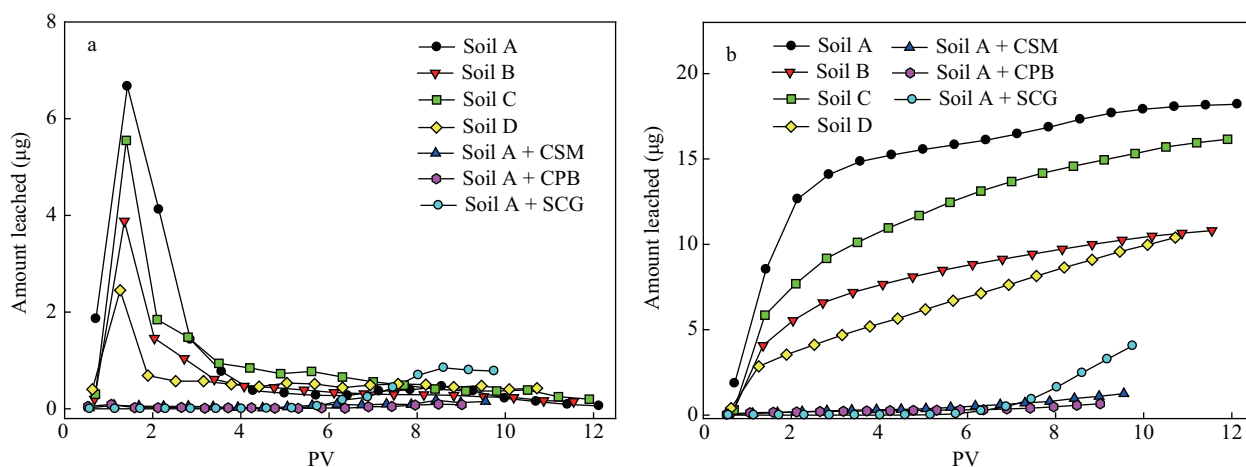 a
Soil A
Soil B
Soil C
Soil D
Soil A + CSM
Soil A + CPB
Soil A + SCG
8
6
4
2
0
Amount leached (µg)
0 2 4 6 8 10 12
PV
b
Soil A
Soil B
Soil C
Soil D
Soil A + CSM
Soil A + CPB
Soil A + SCG
20
15
10
5
0
Amount leached (µg)
0 2 4 6 8 10 12
PV